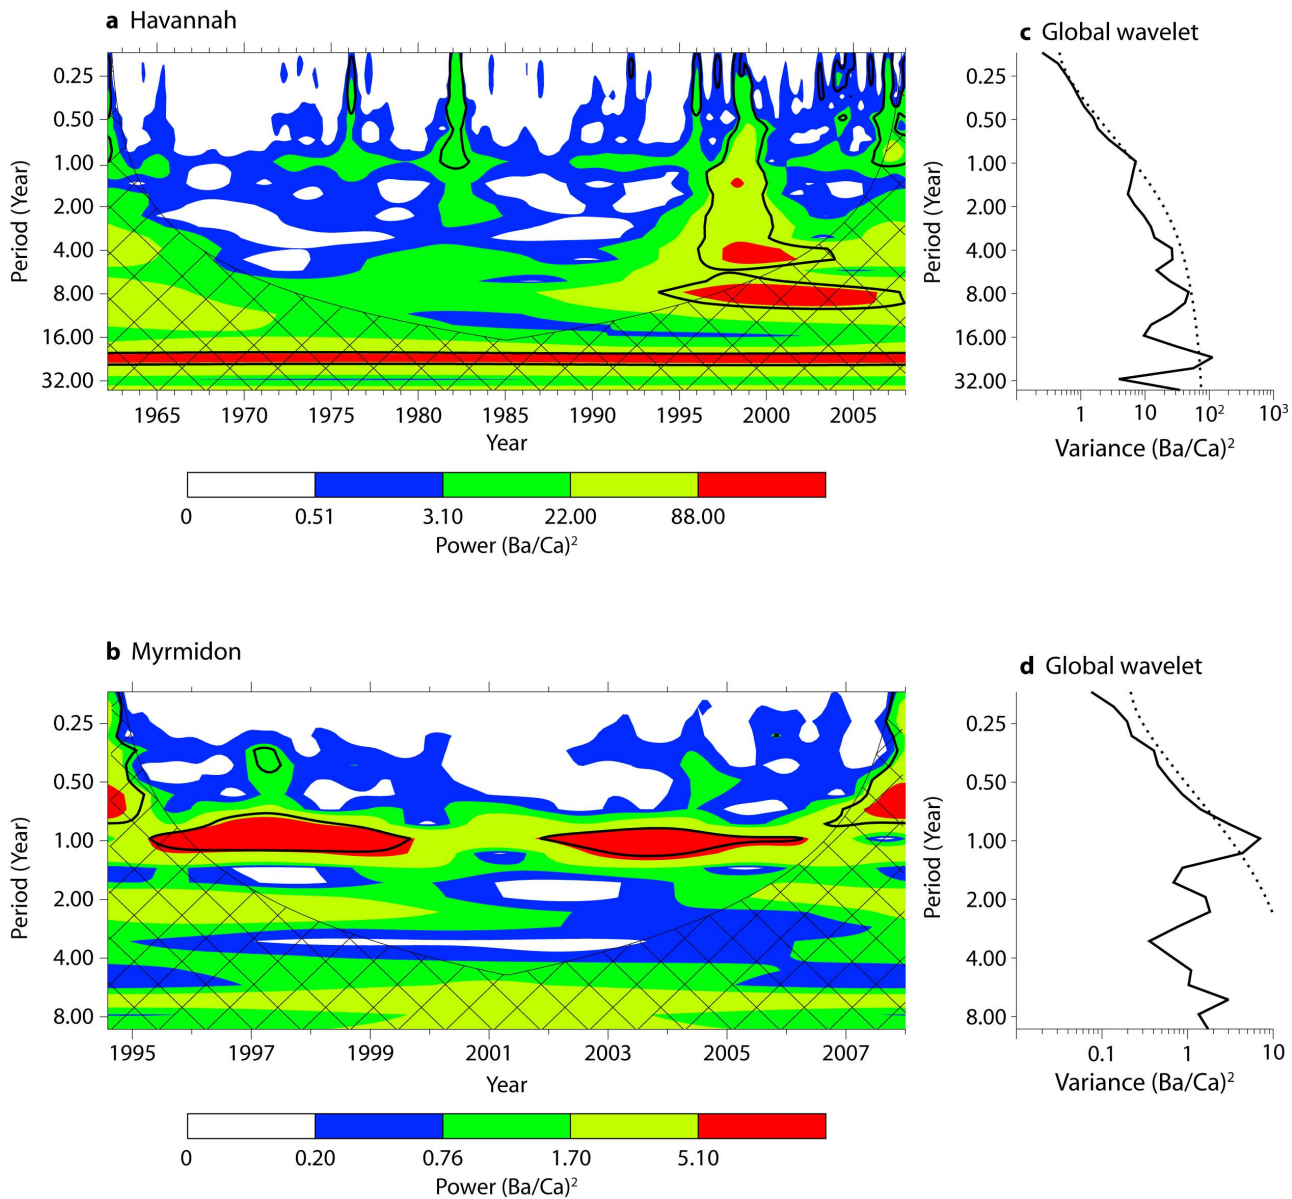 a Havannah
c Global wavelet
0.25
0.50
1.00
2.00
4.00
8.00
16.00
32.00
Period (Year)
1965 1970 1975 1980 1985 1990 1995 2000 2005
Year
0.25
0.50
1.00
2.00
4.00
8.00
16.00
32.00
Period (Year)
1 10 10² 10³
Variance (Ba/Ca)²
0 0.51 3.10 22.00 88.00
Power (Ba/Ca)²
b Myrmidon
d Global wavelet
0.25
0.50
1.00
2.00
4.00
8.00
Period (Year)
1995 1997 1999 2001 2003 2005 2007
Year
0.25
0.50
1.00
2.00
4.00
8.00
Period (Year)
0.1 1 10
Variance (Ba/Ca)²
0 0.20 0.76 1.70 5.10
Power (Ba/Ca)²